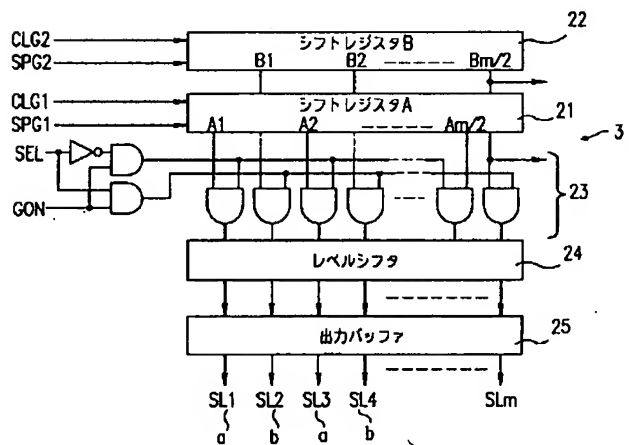 シフトレジスタB
22
CLG2
SPG2
B1
B2
Bm/2
CLG1
シフトレジスタA
21
SPG1
A1
A2
Am/2
3
SEL
23
GON
レベルシフタ
24
出力バッファ
25
SL1
SL2
SL3
SL4
SLm
a
b
a
b